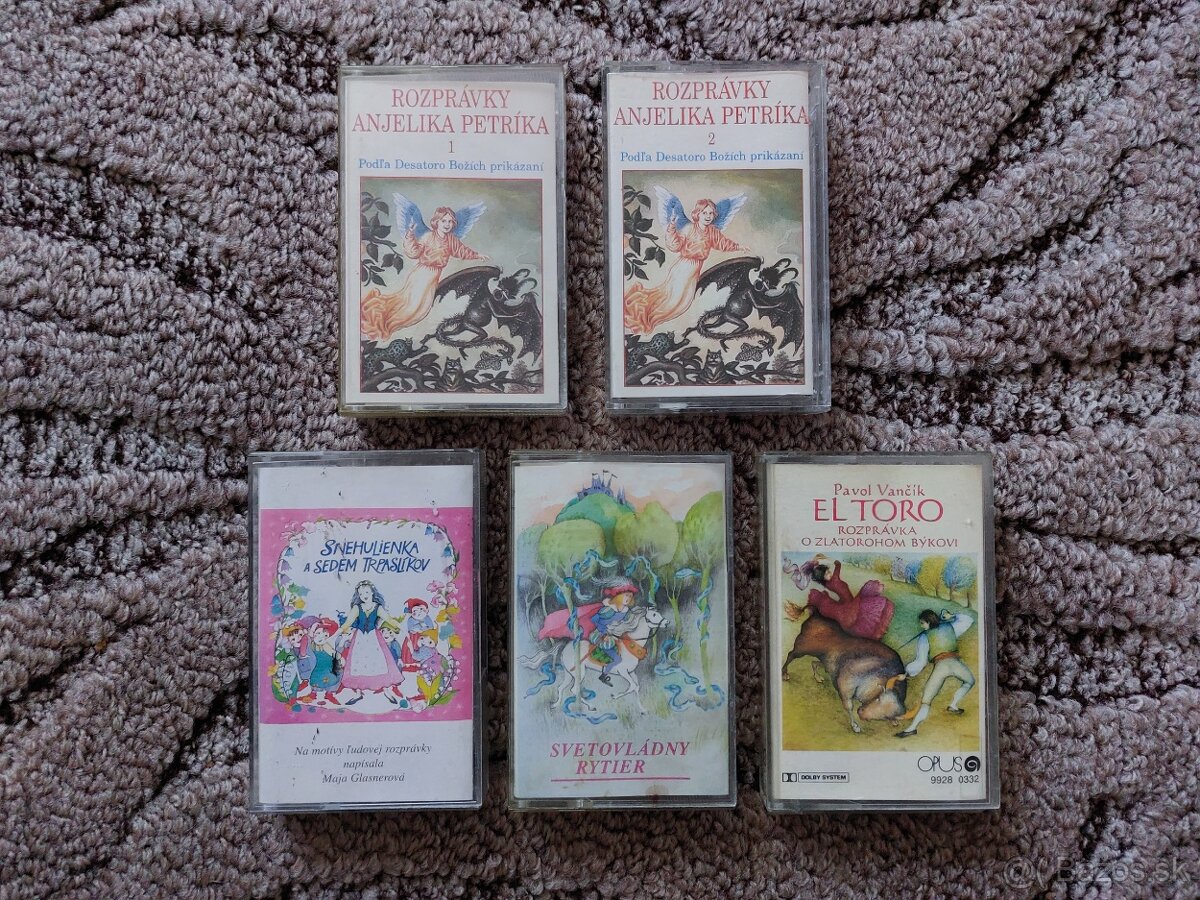 ROZPRÁVKY
ANJELIKA PETRÍKA
1
Podľa Desatoro Božích prikázaní
ROZPRÁVKY
ANJELIKA PETRÍKA
2
Podľa Desatoro Božích prikázaní
SNEHULIENKA
A SEDEM TRPASLÍKOV
Na motívy ľudovej rozprávky
napísala
Maja Glasnerová
SVETOVLÁDNY
RYTIER
Pavol Vančík
EL TORO
ROZPRÁVKA
O ZLATOROHOM BÝKOVI
DOLBY SYSTEM
OPUS
9928 0332
Bazos.sk